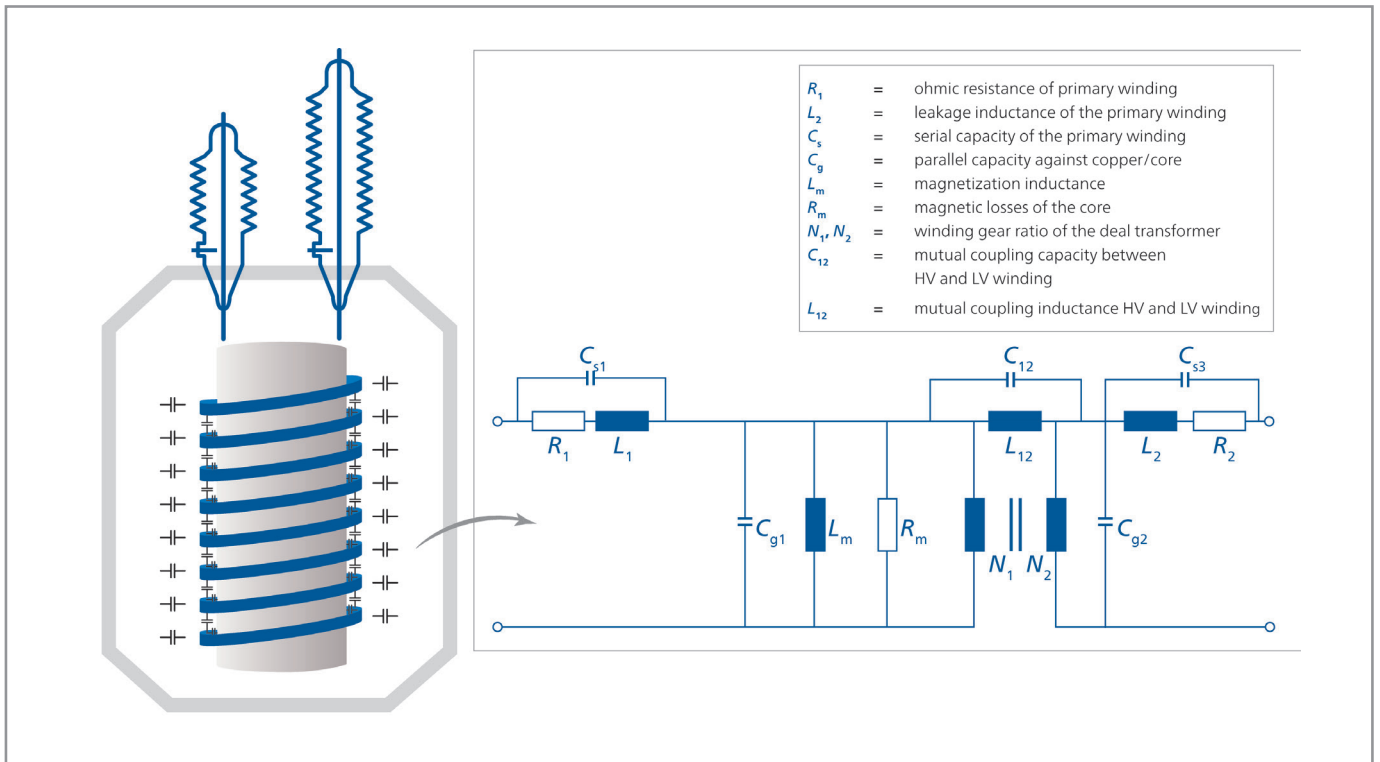 R1 = ohmic resistance of primary winding
L2 = leakage inductance of the primary winding
Cs = serial capacity of the primary winding
Cg = parallel capacity against copper/core
Lm = magnetization inductance
Rm = magnetic losses of the core
N1, N2 = winding gear ratio of the deal transformer
C12 = mutual coupling capacity between
HV and LV winding
L12 = mutual coupling inductance HV and LV winding
Cs1
C12
Cs3
R1
L1
L12
L2
R2
Cg1
Lm
Rm
N1
N2
Cg2